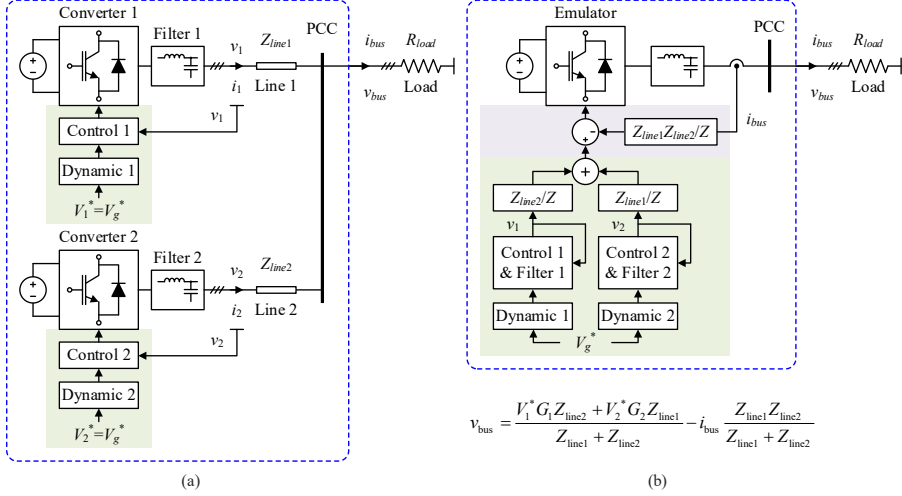 Converter 1
Filter 1
v1
Zline1
PCC
i1
Line 1
ibus
Rload
vbus
Load
v1
Control 1
Dynamic 1
V1*=Vg*
Converter 2
Filter 2
v2
Zline2
i2
Line 2
v2
Control 2
Dynamic 2
V2*=Vg*
(a)
Emulator
PCC
ibus
Rload
vbus
Load
ibus
Zline1Zline2/Z
Zline2/Z
Zline1/Z
v1
v2
Control 1
& Filter 1
Control 2
& Filter 2
Dynamic 1
Dynamic 2
Vg*
vbus = (V1*G1Zline2 + V2*G2Zline1)/(Zline1 + Zline2) − ibus Zline1Zline2/(Zline1 + Zline2)
(b)